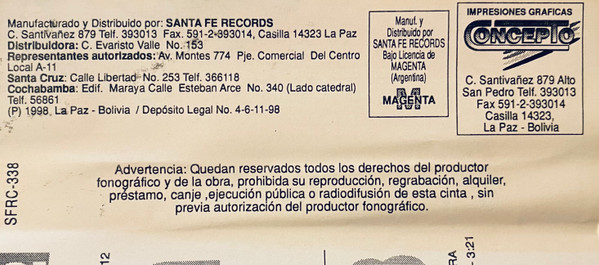 Manufacturado y Distribuido por: SANTA FE RECORDS
C. Santivañez 879 Telf. 393013 Fax 591-2-393014, Casilla 14323 La Paz
Distribuidora: C. Evaristo Valle No. 153
Representantes autorizados: Av. Montes 774 Pje. Comercial Del Centro
Local A-11
Santa Cruz: Calle Libertad No. 253 Telf. 366118
Cochabamba: Edif. Maraya Calle Esteban Arce No. 340 (Lado catedral)
Telf. 56861
(P) 1998 La Paz - Bolivia / Depósito Legal No. 4-6-11-98
Manuf. y
Distribuido por
SANTA FE RECORDS
Bajo Licencia de
MAGENTA
(Argentina)
M
MAGENTA
IMPRESIONES GRAFICAS
CONCEPTO
C. Santivañez 879 Alto
San Pedro Telf. 393013
Fax 591-2-393014
Casilla 14323,
La Paz - Bolivia
SFRC-338
Advertencia: Quedan reservados todos los derechos del productor
fonográfico y de la obra, prohibida su reproducción, regrabación, alquiler,
préstamo, canje ,ejecución pública o radiodifusión de esta cinta , sin
previa autorización del productor fonográfico.
12
RA
- 3:21